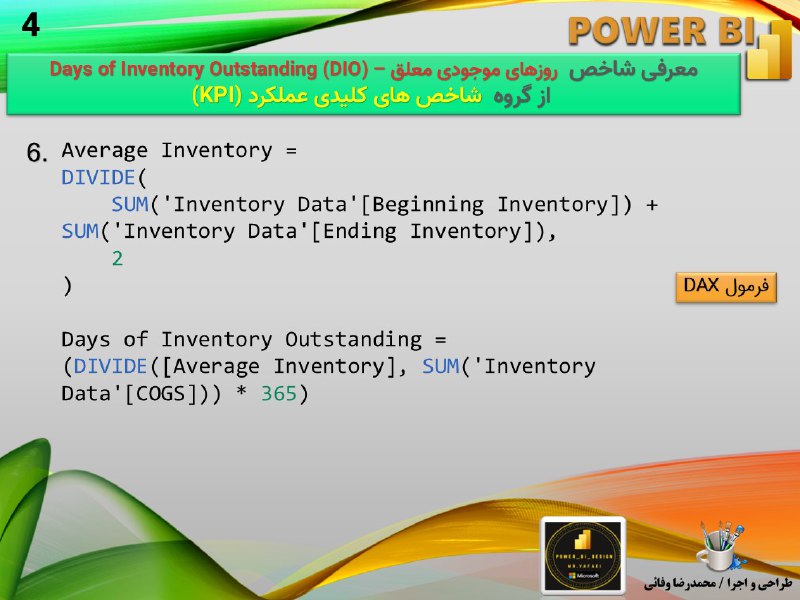 4
POWER BI
معرفی شاخص روزهای موجودی معلق – Days of Inventory Outstanding (DIO)
از گروه شاخص های کلیدی عملکرد (KPI)
6. Average Inventory =
DIVIDE(
SUM('Inventory Data'[Beginning Inventory]) +
SUM('Inventory Data'[Ending Inventory]),
2
)
فرمول DAX
Days of Inventory Outstanding =
(DIVIDE([Average Inventory], SUM('Inventory
Data'[COGS])) * 365)
POWER_BI_DESIGN
MR.VAFAEI
Microsoft
طراحی و اجرا / محمدرضا وفائی